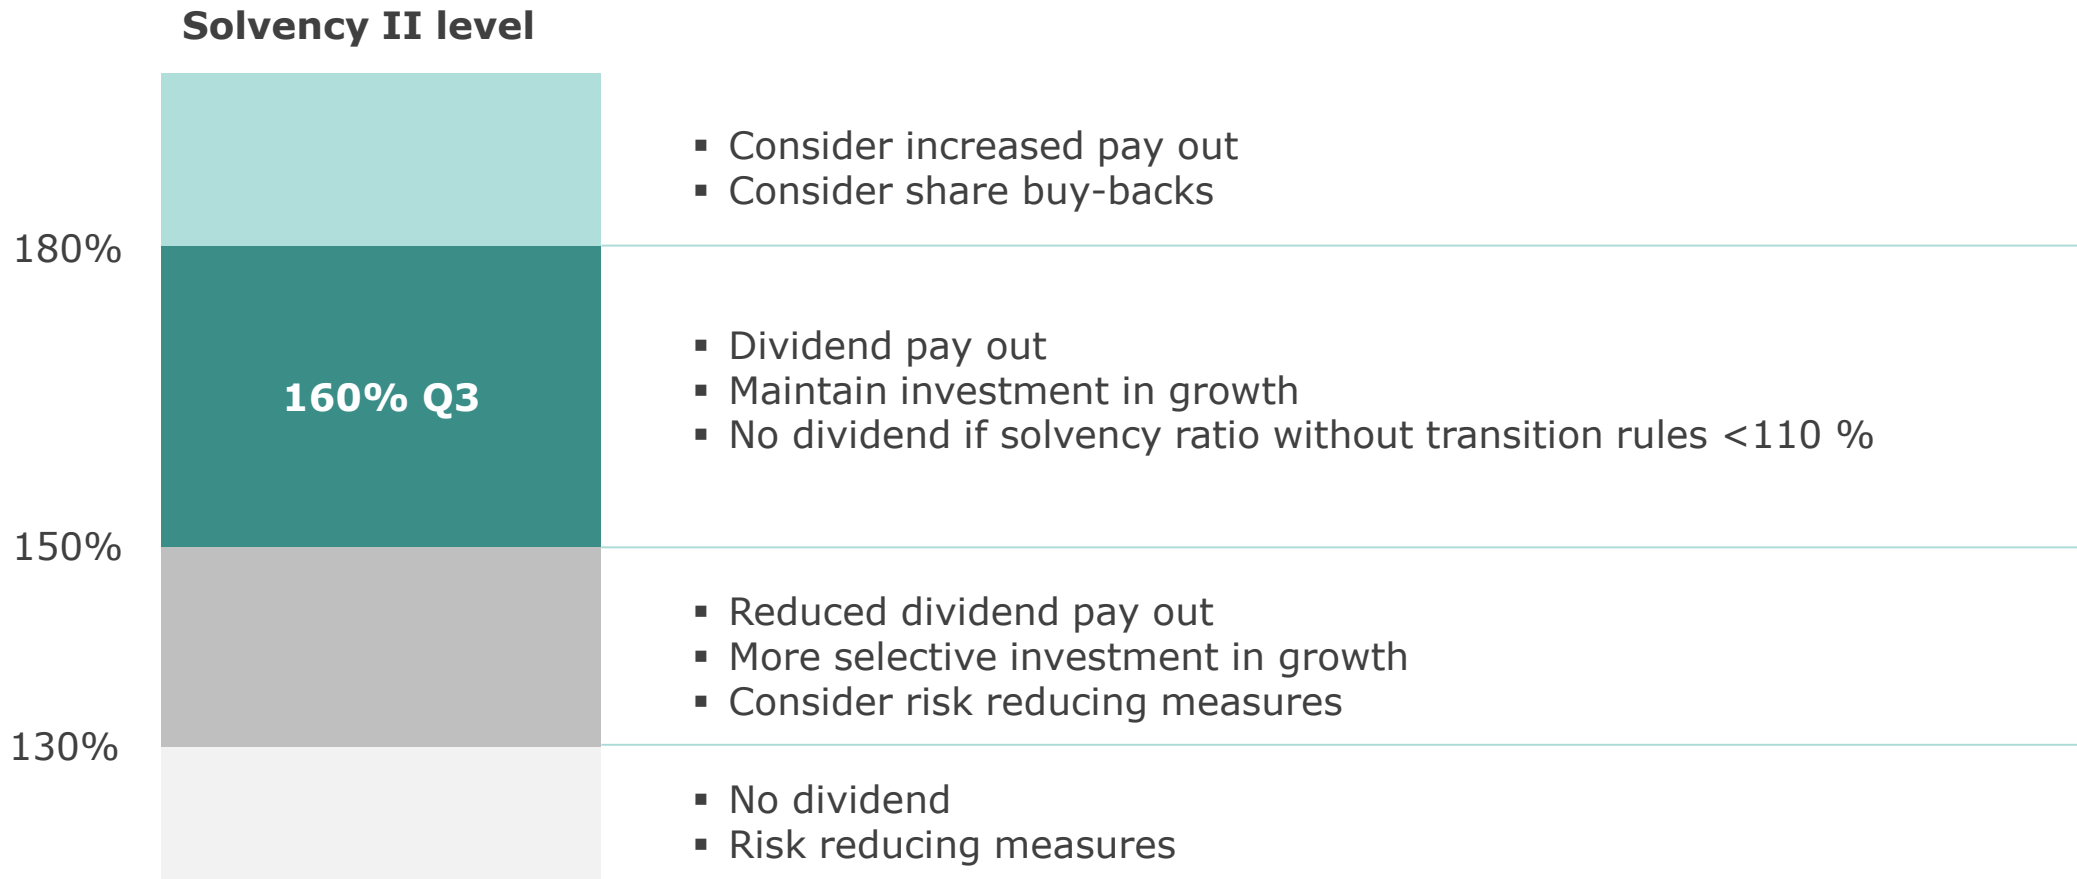 Solvency II level
▪ Consider increased pay out
▪ Consider share buy-backs
180%
▪ Dividend pay out
160% Q3
▪ Maintain investment in growth
▪ No dividend if solvency ratio without transition rules <110 %
150%
▪ Reduced dividend pay out
▪ More selective investment in growth
▪ Consider risk reducing measures
130%
▪ No dividend
▪ Risk reducing measures